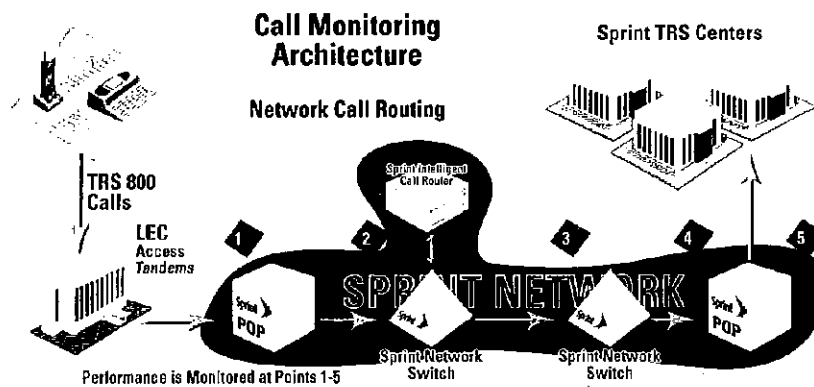 Call Monitoring
Architecture
Network Call Routing
Sprint TRS Centers
TRS 800
Calls
LEC
Access
Tandems
Sprint Intelligent
Call Router
1
2
3
4
5
SPRINT NETWORK
Sprint
POP
Sprint
Sprint
Sprint
POP
Sprint Network
Switch
Sprint Network
Switch
Performance is Monitored at Points 1-5